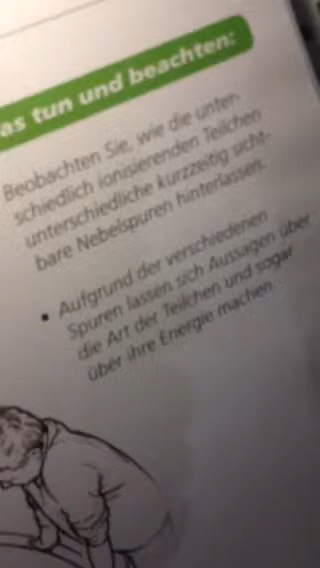 as tun und beachten:
Beobachten Sie, wie die unter-
schiedlich ionisierenden Teilchen
unterschiedliche kurzzeitig sicht-
bare Nebelspuren hinterlassen.
• Aufgrund der verschiedenen
Spuren lassen sich Aussagen über
die Art der Teilchen und sogar
über ihre Energie machen.